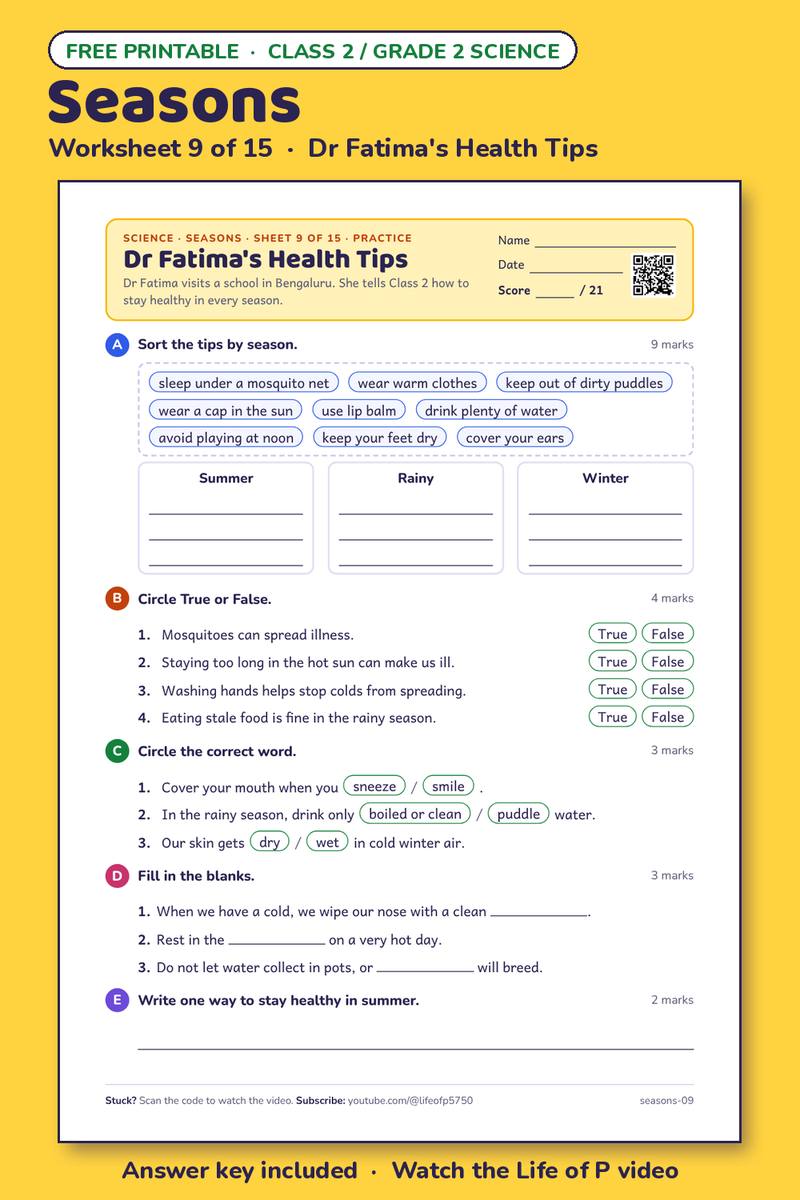 FREE PRINTABLE · CLASS 2 / GRADE 2 SCIENCE
Seasons
Worksheet 9 of 15 · Dr Fatima's Health Tips
SCIENCE · SEASONS · SHEET 9 OF 15 · PRACTICE
Dr Fatima's Health Tips
Dr Fatima visits a school in Bengaluru. She tells Class 2 how to
stay healthy in every season.
Name
Date
Score / 21
A Sort the tips by season. 9 marks
sleep under a mosquito net wear warm clothes keep out of dirty puddles
wear a cap in the sun use lip balm drink plenty of water
avoid playing at noon keep your feet dry cover your ears
Summer Rainy Winter
B Circle True or False. 4 marks
1. Mosquitoes can spread illness. True False
2. Staying too long in the hot sun can make us ill. True False
3. Washing hands helps stop colds from spreading. True False
4. Eating stale food is fine in the rainy season. True False
C Circle the correct word. 3 marks
1. Cover your mouth when you sneeze / smile .
2. In the rainy season, drink only boiled or clean / puddle water.
3. Our skin gets dry / wet in cold winter air.
D Fill in the blanks. 3 marks
1. When we have a cold, we wipe our nose with a clean ____________.
2. Rest in the ____________ on a very hot day.
3. Do not let water collect in pots, or ____________ will breed.
E Write one way to stay healthy in summer. 2 marks
Stuck? Scan the code to watch the video. Subscribe: youtube.com/@lifeofp5750 seasons-09
Answer key included · Watch the Life of P video